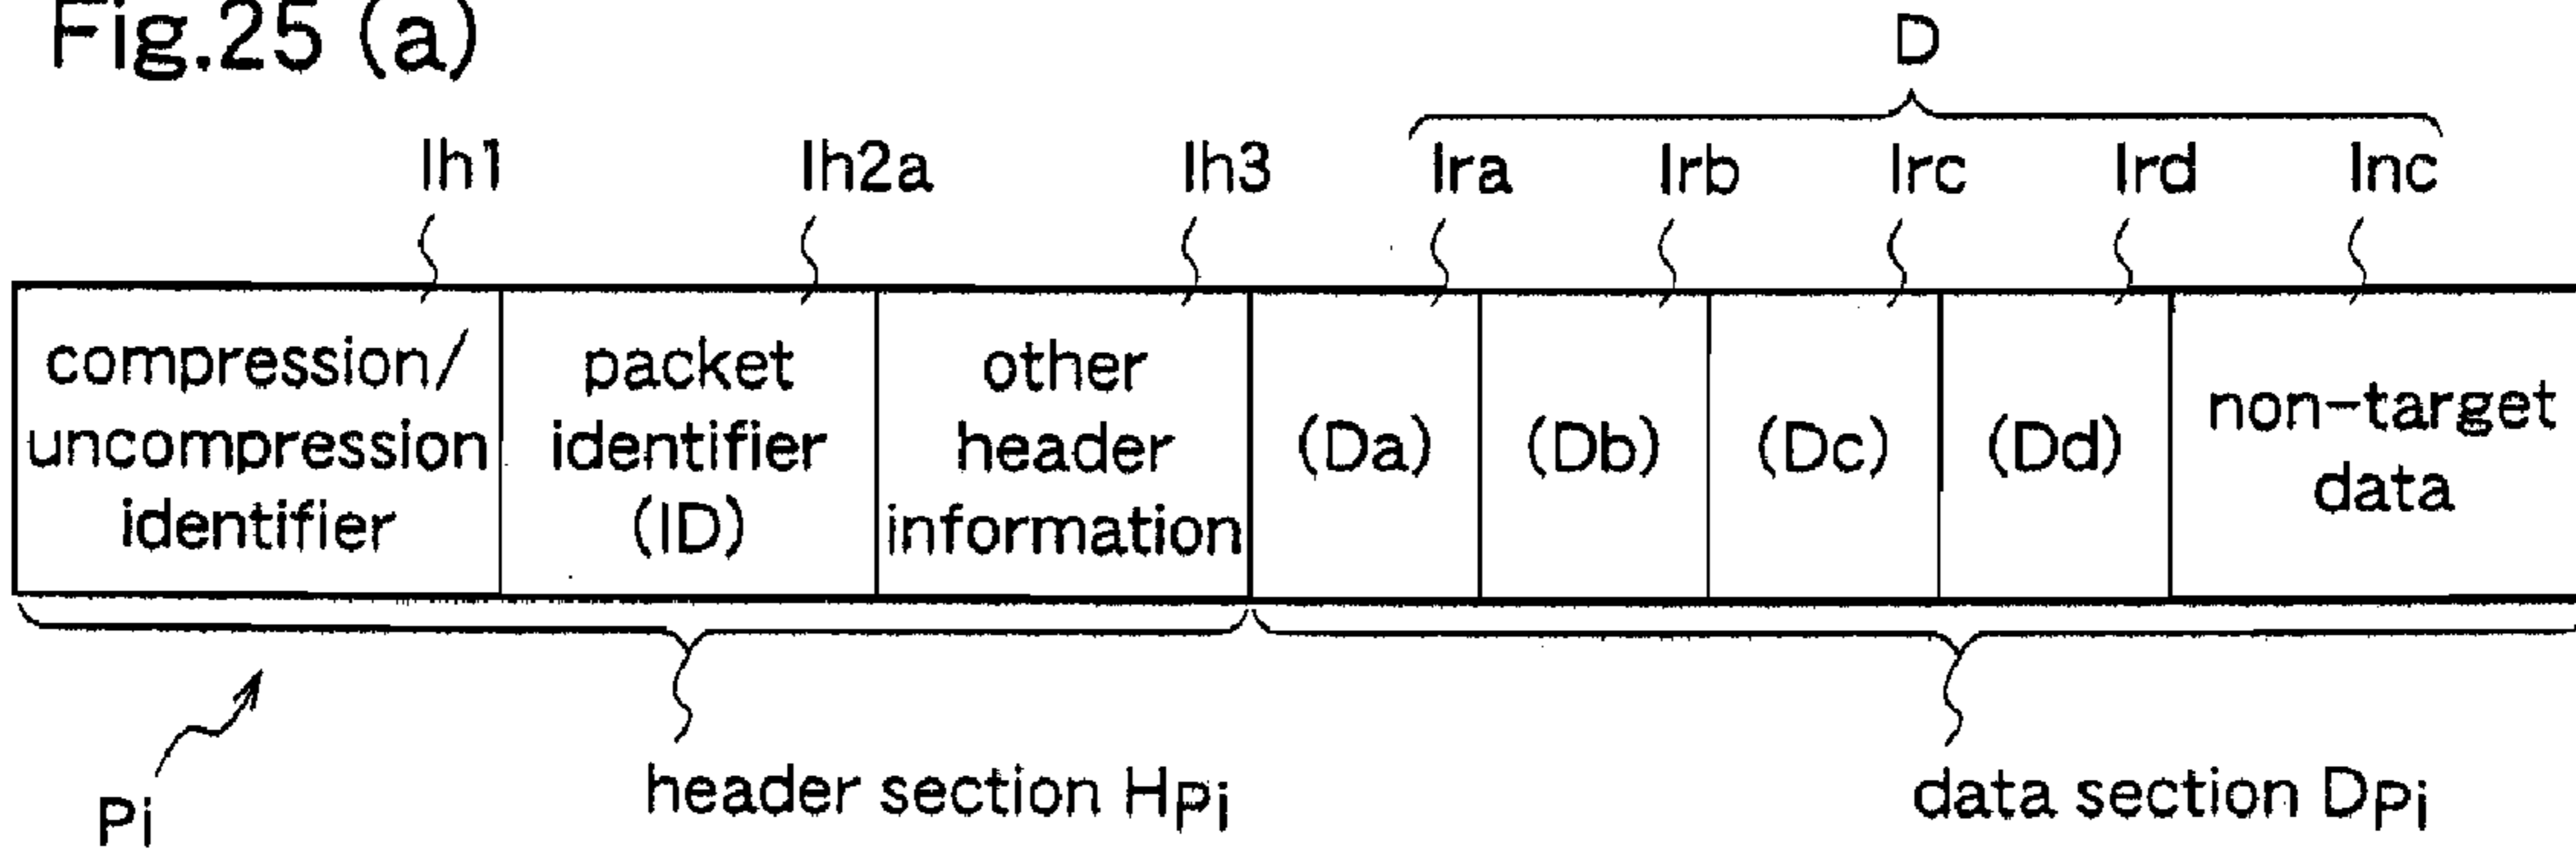 Fig.25 (a)
D
Ih1 Ih2a Ih3 Ira Irb Irc Ird Inc
compression/
uncompression
identifier
packet
identifier
(ID)
other
header
information
(Da)
(Db)
(Dc)
(Dd)
non-target
data
Pi
header section HPi
data section DPi